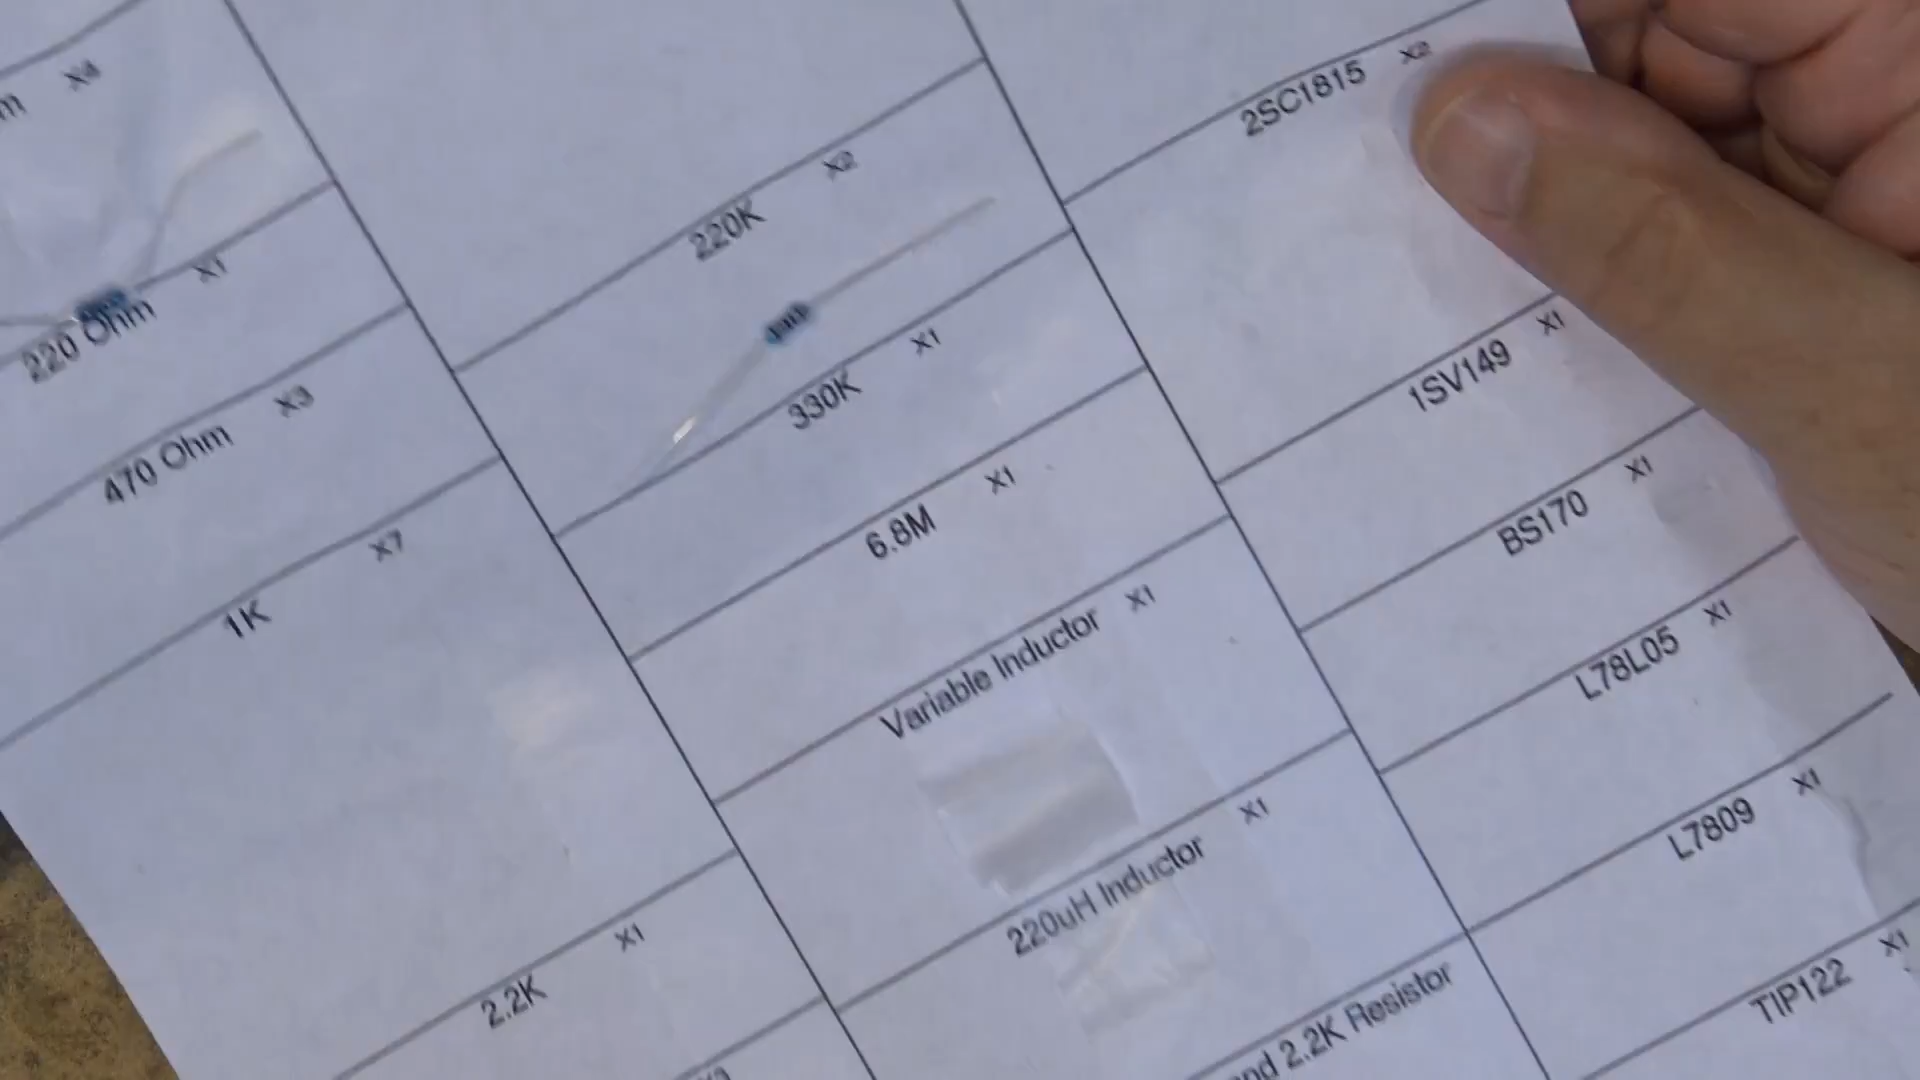 m X4
220 Ohm X1
470 Ohm X3
1K X7
2.2K X1
X3
220K X2
330K X1
6.8M X1
Variable Inductor X1
220uH Inductor X1
nd 2.2K Resistor
2SC1815 X2
1SV149 X1
BS170 X1
L78L05 X1
L7809 X1
TIP122 X1